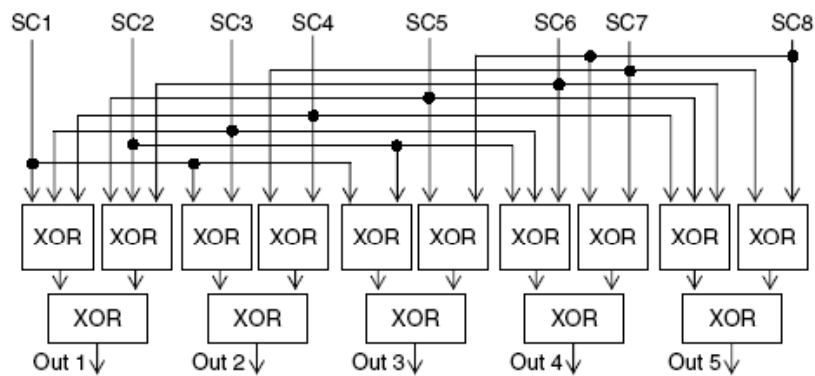 SC1 SC2 SC3 SC4 SC5 SC6 SC7 SC8
XOR XOR XOR XOR XOR XOR XOR XOR XOR XOR
XOR XOR XOR XOR XOR
Out 1 Out 2 Out 3 Out 4 Out 5